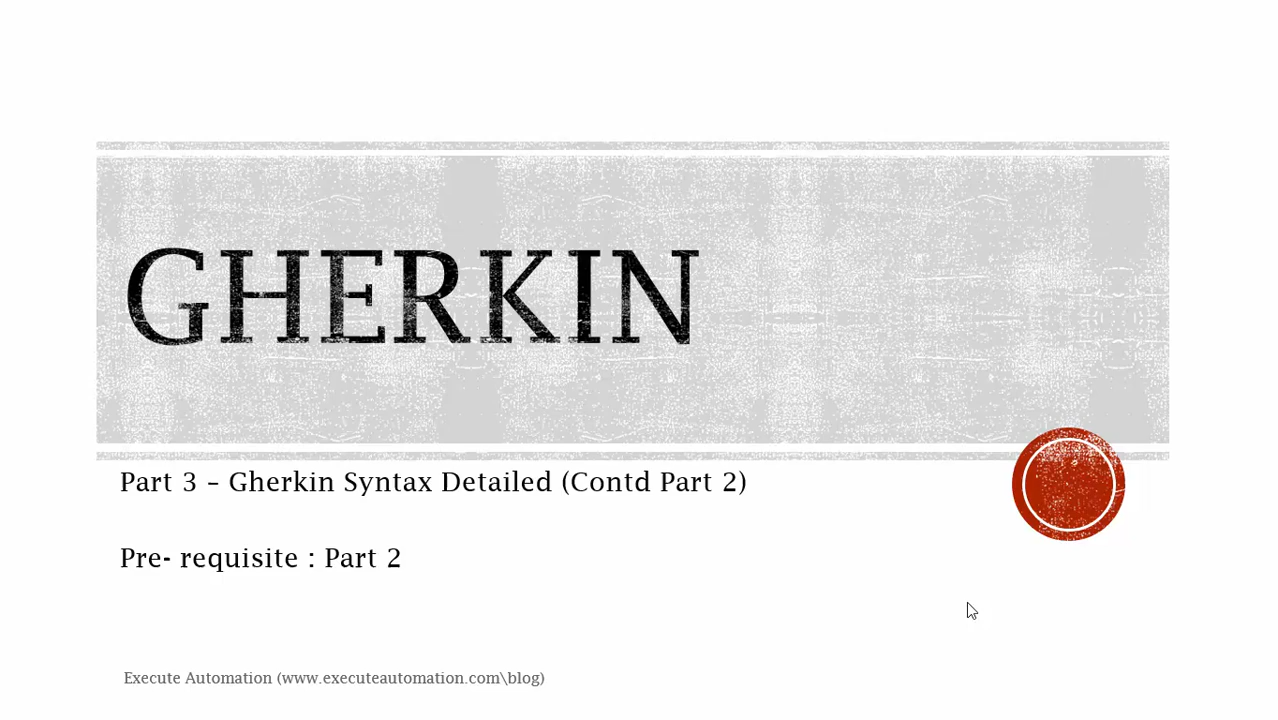 GHERKIN
Part 3 – Gherkin Syntax Detailed (Contd Part 2)
Pre- requisite : Part 2
Execute Automation (www.executeautomation.com\blog)